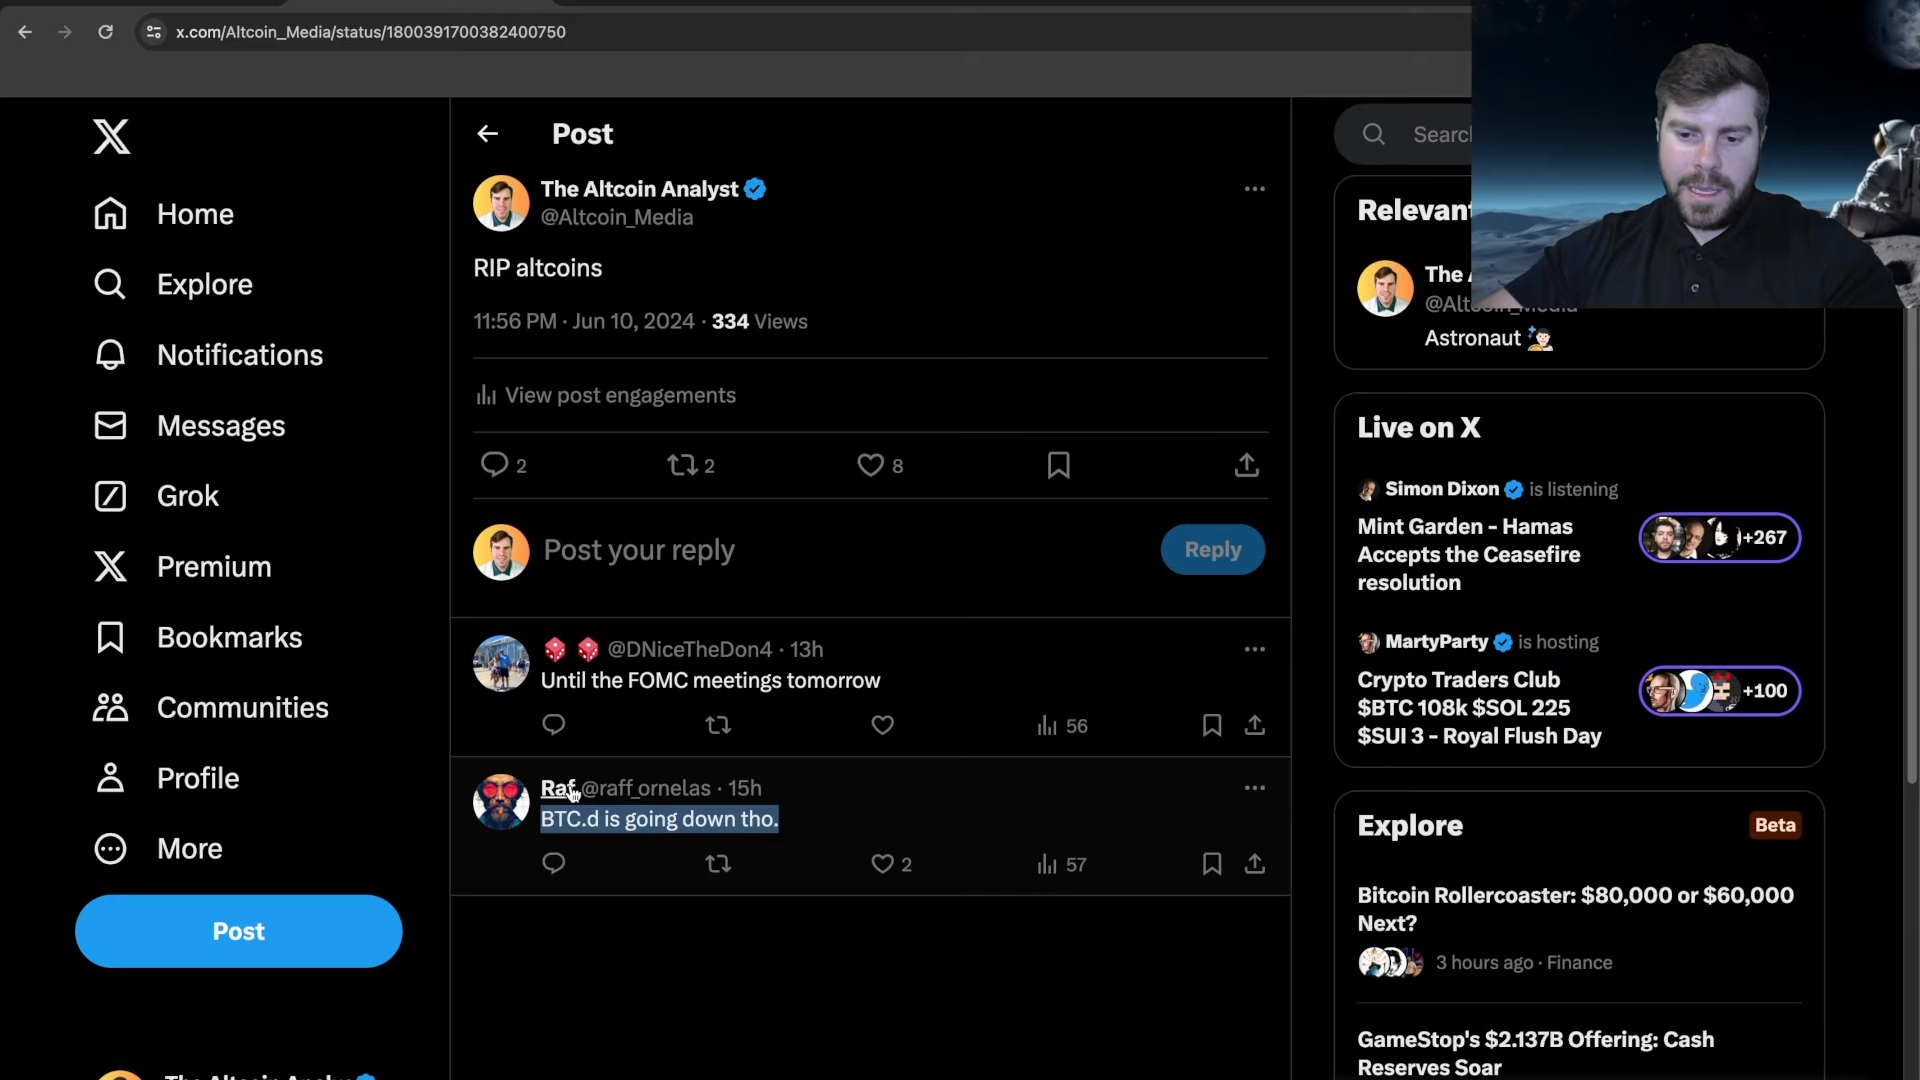 x.com/Altcoin_Media/status/1800391700382400750
Home
Explore
Notifications
Messages
Grok
Premium
Bookmarks
Communities
Profile
More
Post
Post
The Altcoin Analyst
@Altcoin_Media
RIP altcoins
11:56 PM · Jun 10, 2024 · 334 Views
View post engagements
2 2 8
Post your reply
Reply
@DNiceTheDon4 · 13h
Until the FOMC meetings tomorrow
56
Raf @raff_ornelas · 15h
BTC.d is going down tho.
2 57
The
Astronaut
Live on X
Simon Dixon is listening
Mint Garden - Hamas
Accepts the Ceasefire
resolution
+267
MartyParty is hosting
Crypto Traders Club
$BTC 108k $SOL 225
$SUI 3 - Royal Flush Day
+100
Explore
Beta
Bitcoin Rollercoaster: $80,000 or $60,000
Next?
3 hours ago · Finance
GameStop's $2.137B Offering: Cash
Reserves Soar